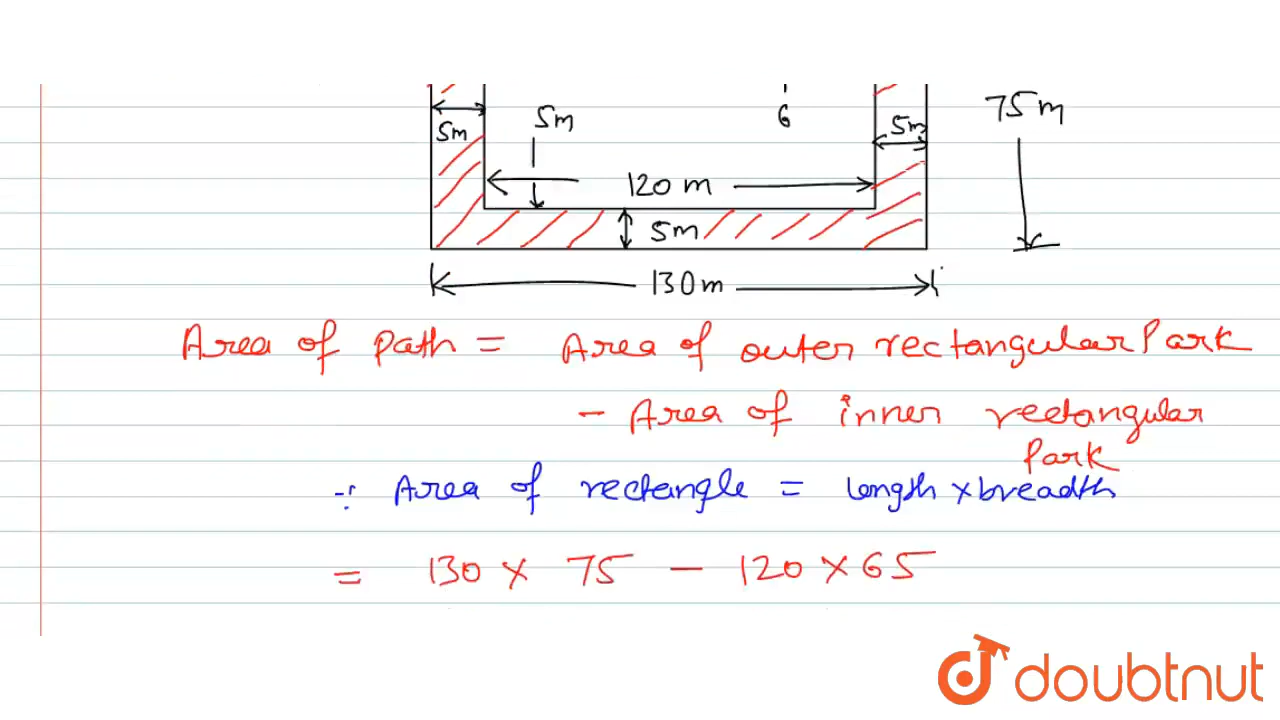 5m
5m
6
5m
75 m
120 m
5m
130m
Area of Path = Area of outer rectangular Park
- Area of inner rectangular
Park
∵ Area of rectangle = length × breadth
= 130 × 75 - 120 × 65
doubtnut